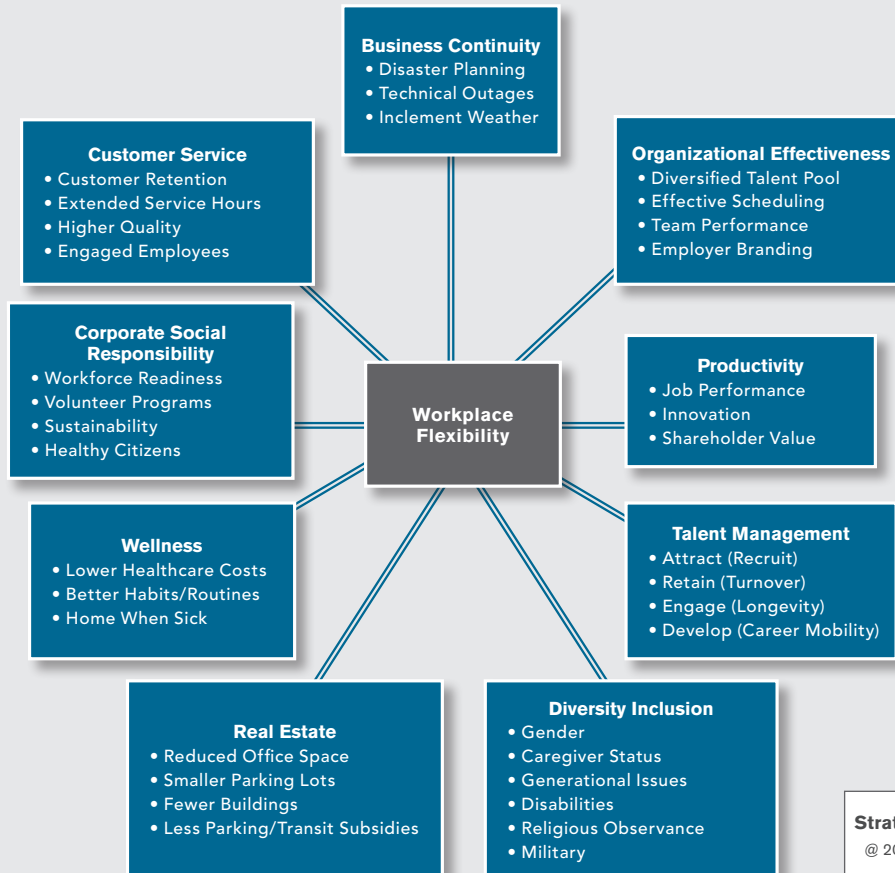 Business Continuity
• Disaster Planning
• Technical Outages
• Inclement Weather
Customer Service
• Customer Retention
• Extended Service Hours
• Higher Quality
• Engaged Employees
Organizational Effectiveness
• Diversified Talent Pool
• Effective Scheduling
• Team Performance
• Employer Branding
Corporate Social
Responsibility
• Workforce Readiness
• Volunteer Programs
• Sustainability
• Healthy Citizens
Workplace
Flexibility
Productivity
• Job Performance
• Innovation
• Shareholder Value
Wellness
• Lower Healthcare Costs
• Better Habits/Routines
• Home When Sick
Talent Management
• Attract (Recruit)
• Retain (Turnover)
• Engage (Longevity)
• Develop (Career Mobility)
Real Estate
• Reduced Office Space
• Smaller Parking Lots
• Fewer Buildings
• Less Parking/Transit Subsidies
Diversity Inclusion
• Gender
• Caregiver Status
• Generational Issues
• Disabilities
• Religious Observance
• Military